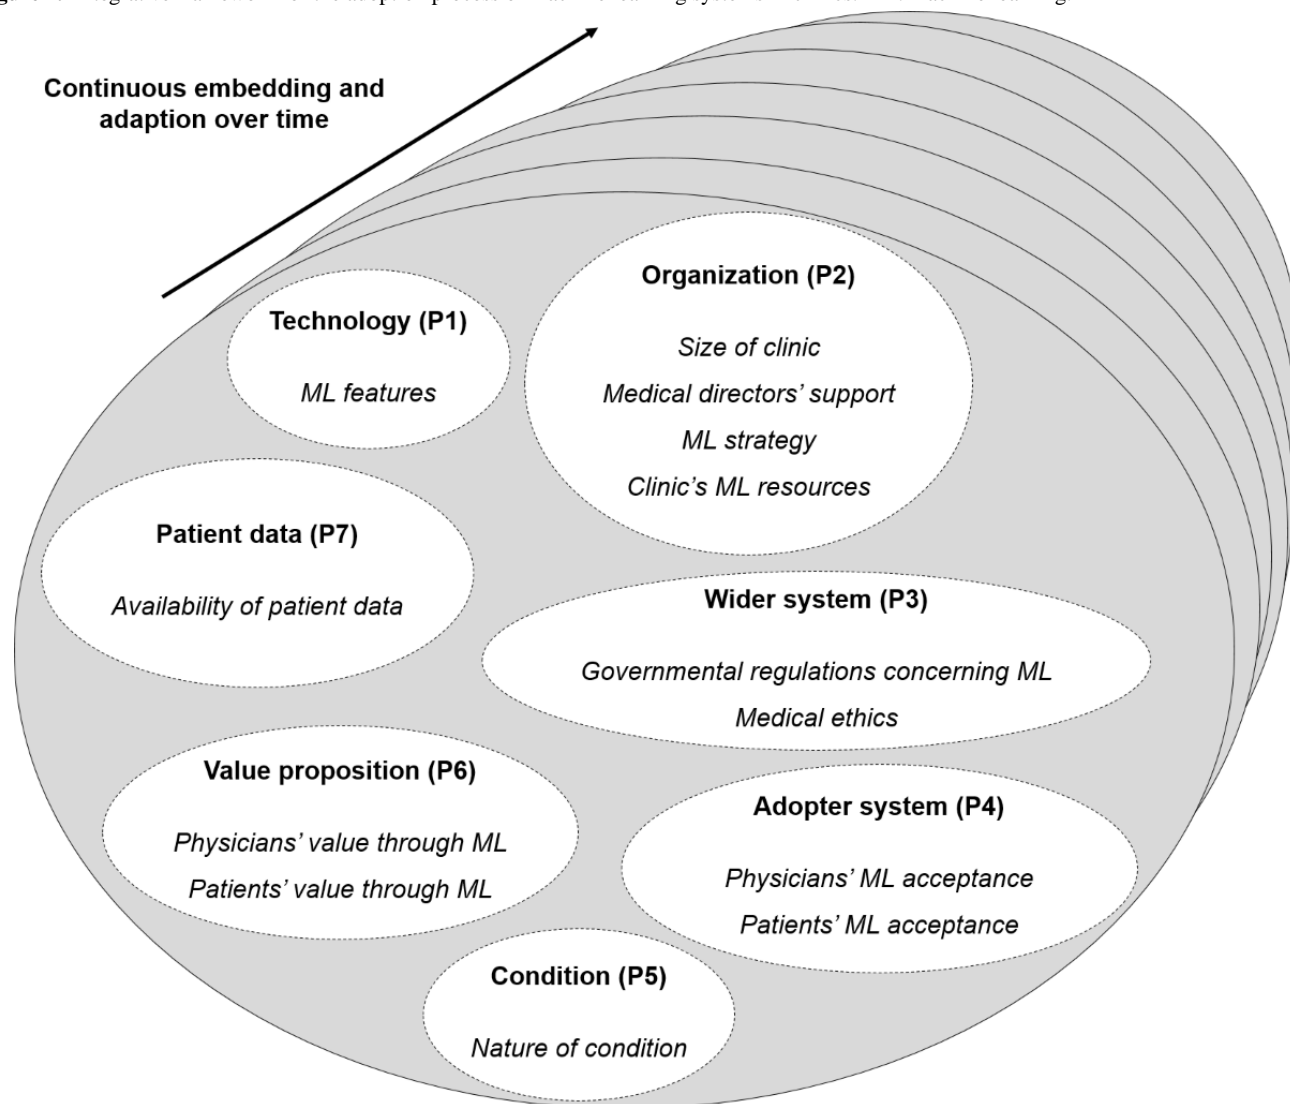 Continuous embedding and
adaption over time
Technology (P1)
ML features
Organization (P2)
Size of clinic
Medical directors’ support
ML strategy
Clinic’s ML resources
Patient data (P7)
Availability of patient data
Wider system (P3)
Governmental regulations concerning ML
Medical ethics
Value proposition (P6)
Physicians’ value through ML
Patients’ value through ML
Adopter system (P4)
Physicians’ ML acceptance
Patients’ ML acceptance
Condition (P5)
Nature of condition